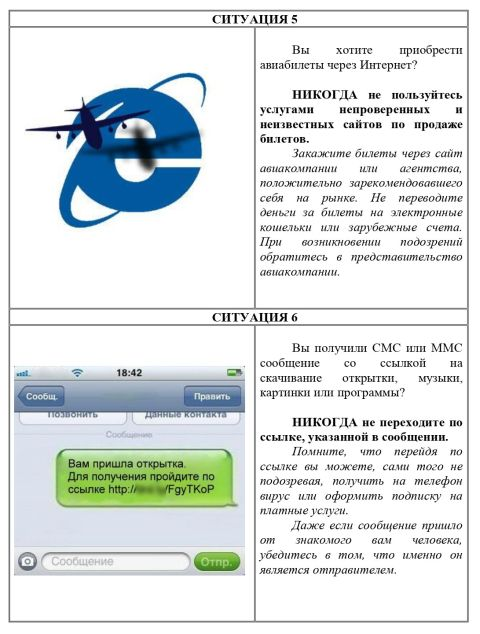 СИТУАЦИЯ 5
Вы хотите приобрести
авиабилеты через Интернет?
НИКОГДА не пользуйтесь
услугами непроверенных и
неизвестных сайтов по продаже
билетов.
Закажите билеты через сайт
авиакомпании или агентства,
положительно зарекомендовавшего
себя на рынке. Не переводите
деньги за билеты на электронные
кошельки или зарубежные счета.
При возникновении подозрений
обратитесь в представительство
авиакомпании.
СИТУАЦИЯ 6
18:42
Сообщ.
Править
Позвонить
Данные контакта
Сообщение
Вам пришла открытка.
Для получения пройдите по
ссылке http:// /FgyTKoP
Сообщение
Отпр.
Вы получили СМС или ММС
сообщение со ссылкой на
скачивание открытки, музыки,
картинки или программы?
НИКОГДА не переходите по
ссылке, указанной в сообщении.
Помните, что перейдя по
ссылке вы можете, сами того не
подозревая, получить на телефон
вирус или оформить подписку на
платные услуги.
Даже если сообщение пришло
от знакомого вам человека,
убедитесь в том, что именно он
является отправителем.